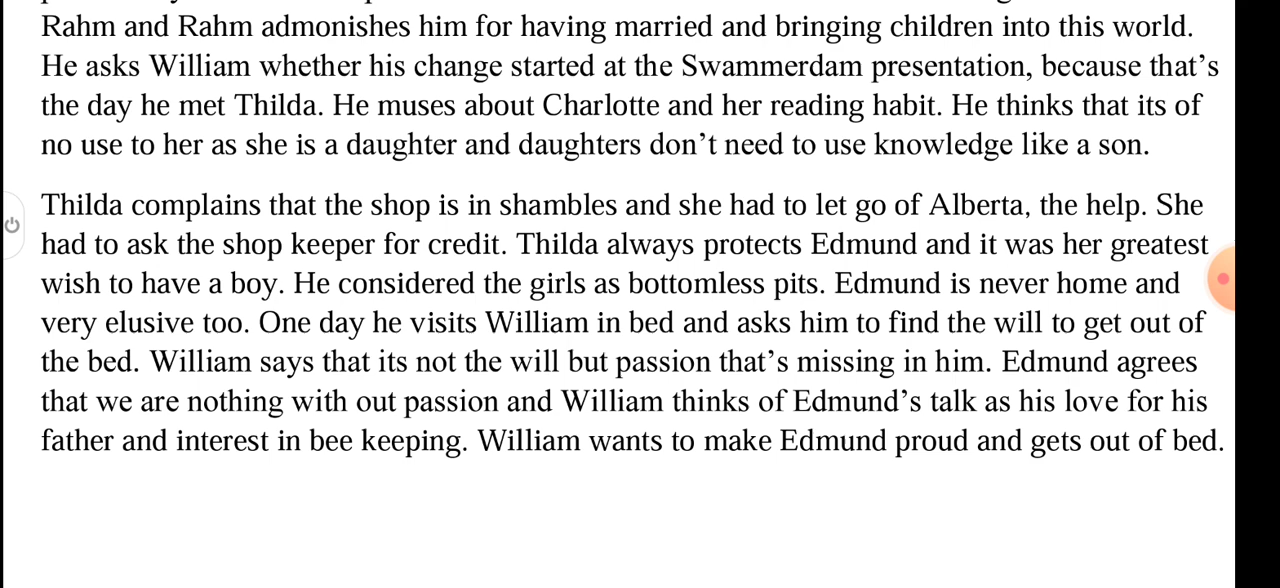 Rahm and Rahm admonishes him for having married and bringing children into this world.
He asks William whether his change started at the Swammerdam presentation, because that’s
the day he met Thilda. He muses about Charlotte and her reading habit. He thinks that its of
no use to her as she is a daughter and daughters don’t need to use knowledge like a son.
Thilda complains that the shop is in shambles and she had to let go of Alberta, the help. She
had to ask the shop keeper for credit. Thilda always protects Edmund and it was her greatest
wish to have a boy. He considered the girls as bottomless pits. Edmund is never home and
very elusive too. One day he visits William in bed and asks him to find the will to get out of
the bed. William says that its not the will but passion that’s missing in him. Edmund agrees
that we are nothing with out passion and William thinks of Edmund’s talk as his love for his
father and interest in bee keeping. William wants to make Edmund proud and gets out of bed.